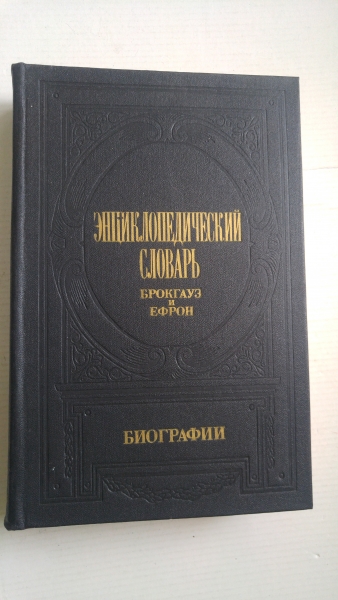 ЭНЦИКЛОПЕДИЧЕСКИЙ
СЛОВАРЬ
БРОКГАУЗ
и
ЕФРОН
БИОГРАФИИ